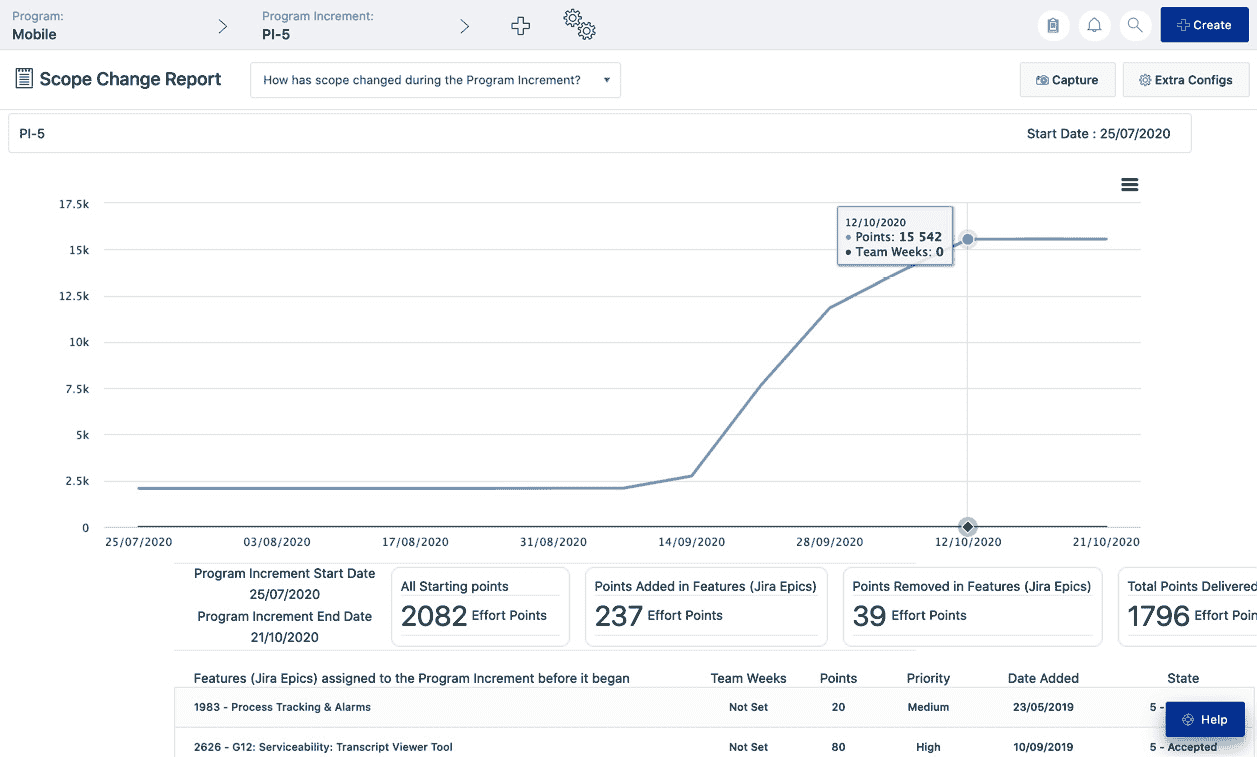 Program:
Mobile
Program Increment:
PI-5
Create
Scope Change Report
How has scope changed during the Program Increment?
Capture
Extra Configs
PI-5
Start Date : 25/07/2020
17.5k
15k
12.5k
10k
7.5k
5k
2.5k
0
12/10/2020
Points: 15 542
Team Weeks: 0
25/07/2020 03/08/2020 17/08/2020 31/08/2020 14/09/2020 28/09/2020 12/10/2020 21/10/2020
Program Increment Start Date
25/07/2020
Program Increment End Date
21/10/2020
All Starting points
2082 Effort Points
Points Added in Features (Jira Epics)
237 Effort Points
Points Removed in Features (Jira Epics)
39 Effort Points
Total Points Delivered
1796 Effort Poin
Features (Jira Epics) assigned to the Program Increment before it began Team Weeks Points Priority Date Added State
1983 - Process Tracking & Alarms Not Set 20 Medium 23/05/2019 5 -
Help
2626 - G12: Serviceability: Transcript Viewer Tool Not Set 80 High 10/09/2019 5 - Accepted